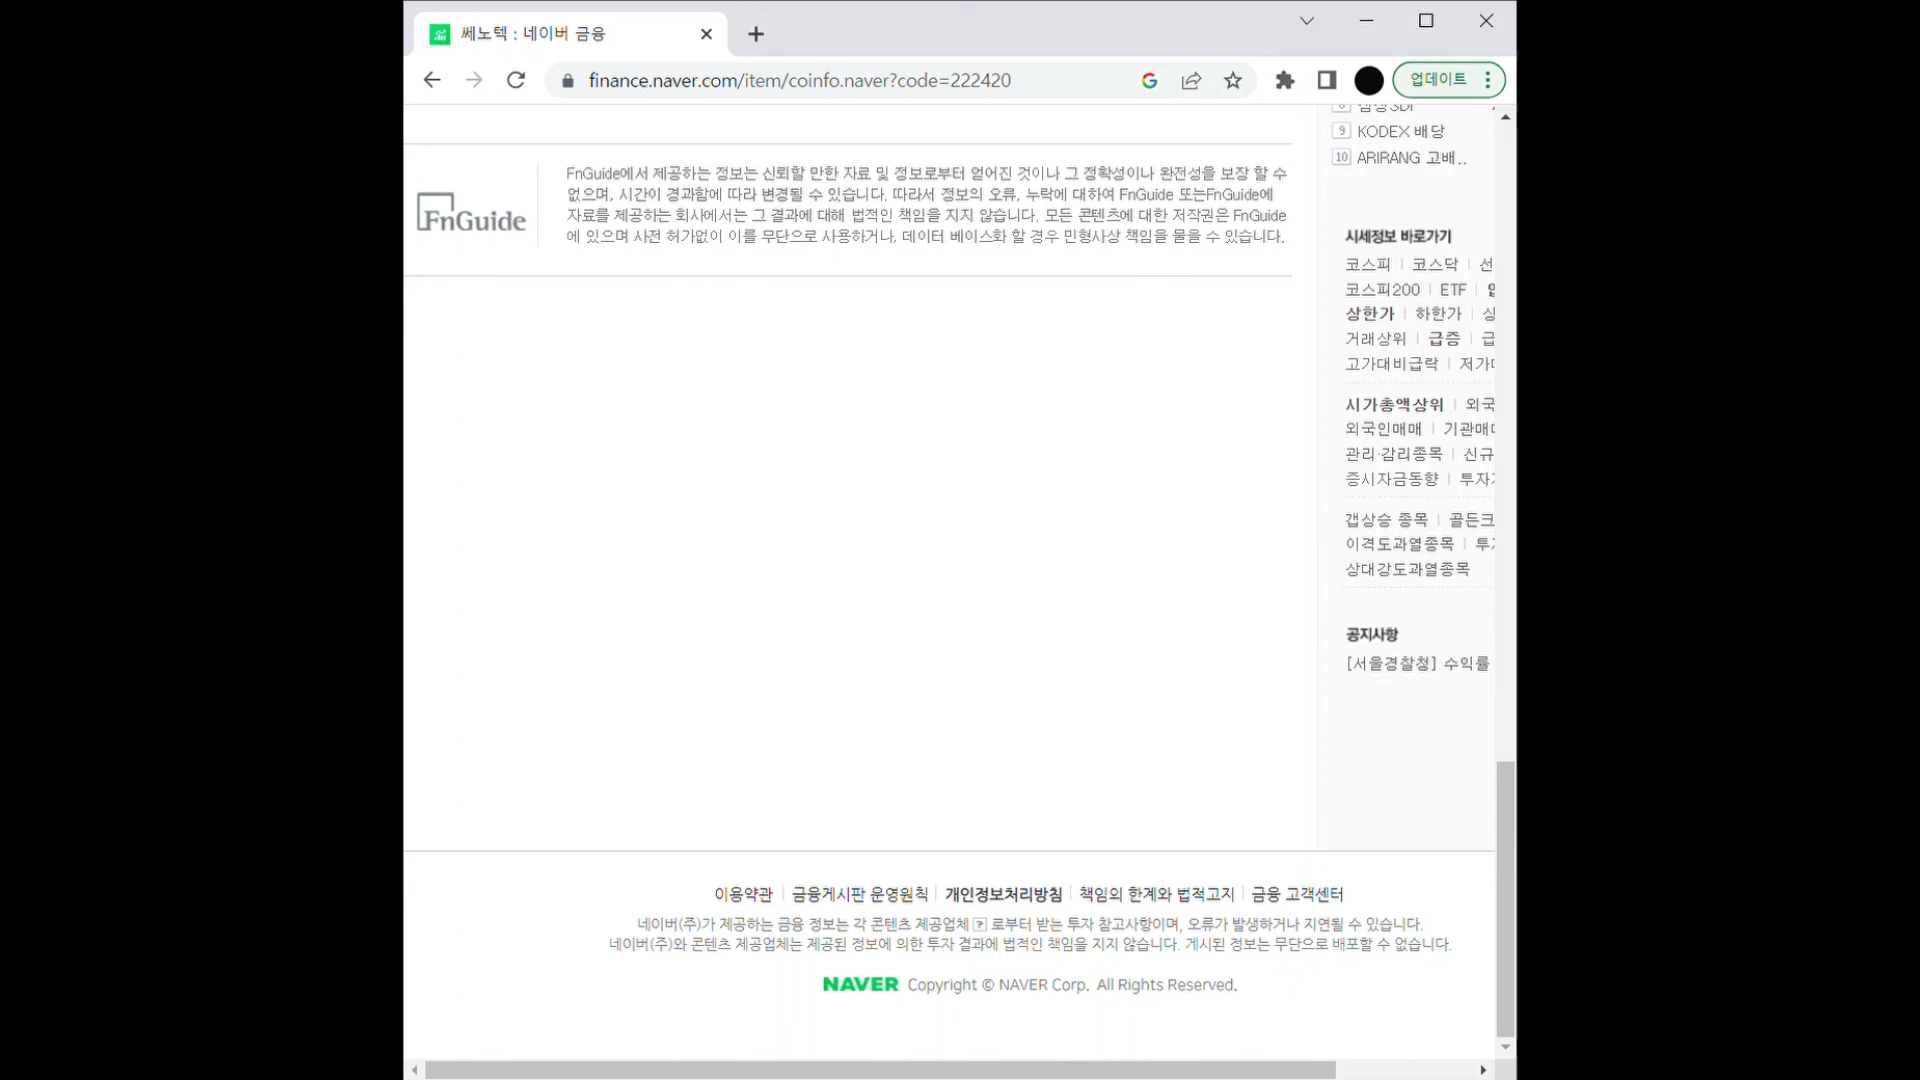 쎄노텍 : 네이버 금융
finance.naver.com/item/coinfo.naver?code=222420
업데이트
8 삼성SDI
9 KODEX 배당
10 ARIRANG 고배..
FnGuide
FnGuide에서 제공하는 정보는 신뢰할 만한 자료 및 정보로부터 얻어진 것이나 그 정확성이나 완전성을 보장 할 수
없으며, 시간이 경과함에 따라 변경될 수 있습니다. 따라서 정보의 오류, 누락에 대하여 FnGuide 또는FnGuide에
자료를 제공하는 회사에서는 그 결과에 대해 법적인 책임을 지지 않습니다. 모든 콘텐츠에 대한 저작권은 FnGuide
에 있으며 사전 허가없이 이를 무단으로 사용하거나, 데이터 베이스화 할 경우 민형사상 책임을 물을 수 있습니다.
시세정보 바로가기
코스피 | 코스닥 | 선
코스피200 | ETF |
상한가 | 하한가 |
거래상위 | 급증 | 급
고가대비급락 | 저가
시가총액상위 | 외국
외국인매매 | 기관매
관리·감리종목 | 신규
증시자금동향 | 투자
갭상승 종목 | 골든크
이격도과열종목 | 투
상대강도과열종목
공지사항
[서울경찰청] 수익률
이용약관 | 금융게시판 운영원칙 | 개인정보처리방침 | 책임의 한계와 법적고지 | 금융 고객센터
네이버(주)가 제공하는 금융 정보는 각 콘텐츠 제공업체 ? 로부터 받는 투자 참고사항이며, 오류가 발생하거나 지연될 수 있습니다.
네이버(주)와 콘텐츠 제공업체는 제공된 정보에 의한 투자 결과에 법적인 책임을 지지 않습니다. 게시된 정보는 무단으로 배포할 수 없습니다.
NAVER Copyright © NAVER Corp. All Rights Reserved.